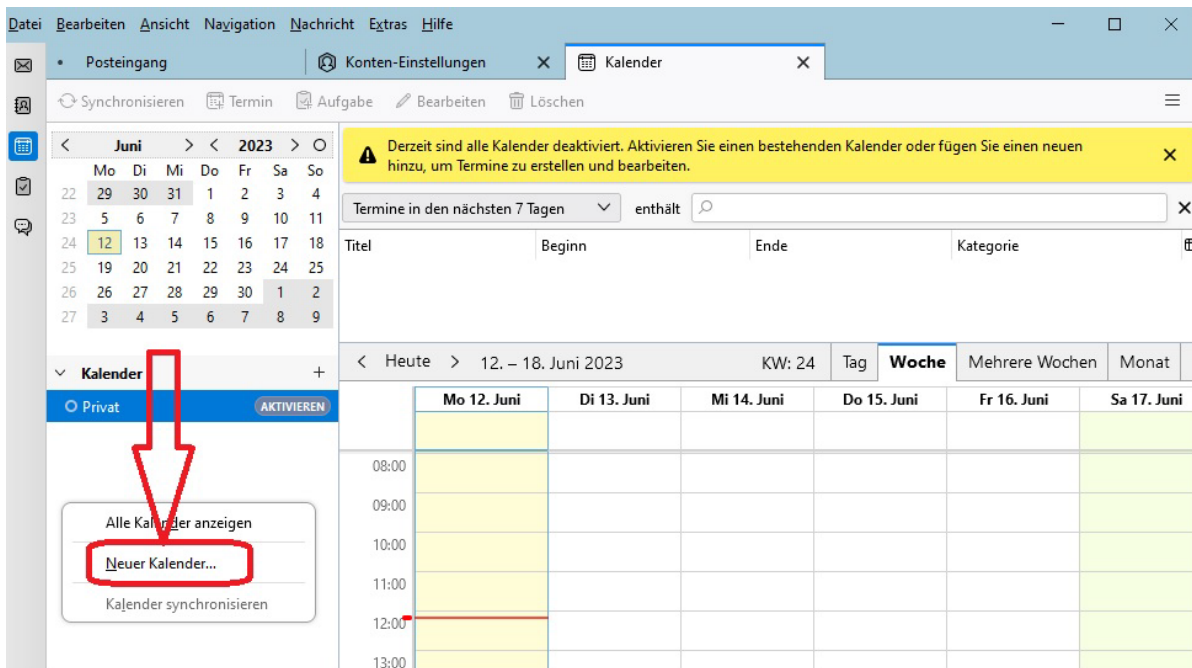 Datei Bearbeiten Ansicht Navigation Nachricht Extras Hilfe
Posteingang Konten-Einstellungen Kalender
Synchronisieren Termin Aufgabe Bearbeiten Löschen
Juni 2023
Mo Di Mi Do Fr Sa So
22 29 30 31 1 2 3 4
23 5 6 7 8 9 10 11
24 12 13 14 15 16 17 18
25 19 20 21 22 23 24 25
26 26 27 28 29 30 1 2
27 3 4 5 6 7 8 9
Kalender
Privat AKTIVIEREN
Alle Kalender anzeigen
Neuer Kalender...
Kalender synchronisieren
Derzeit sind alle Kalender deaktiviert. Aktivieren Sie einen bestehenden Kalender oder fügen Sie einen neuen
hinzu, um Termine zu erstellen und bearbeiten.
Termine in den nächsten 7 Tagen enthält
Titel Beginn Ende Kategorie
Heute 12. – 18. Juni 2023 KW: 24 Tag Woche Mehrere Wochen Monat
Mo 12. Juni Di 13. Juni Mi 14. Juni Do 15. Juni Fr 16. Juni Sa 17. Juni
08:00
09:00
10:00
11:00
12:00
13:00